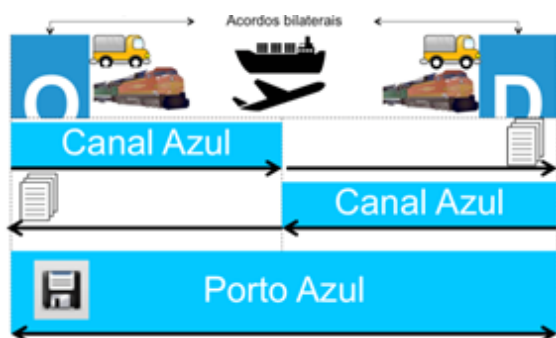 Acordos bilaterais
O
D
Canal Azul
Canal Azul
Porto Azul